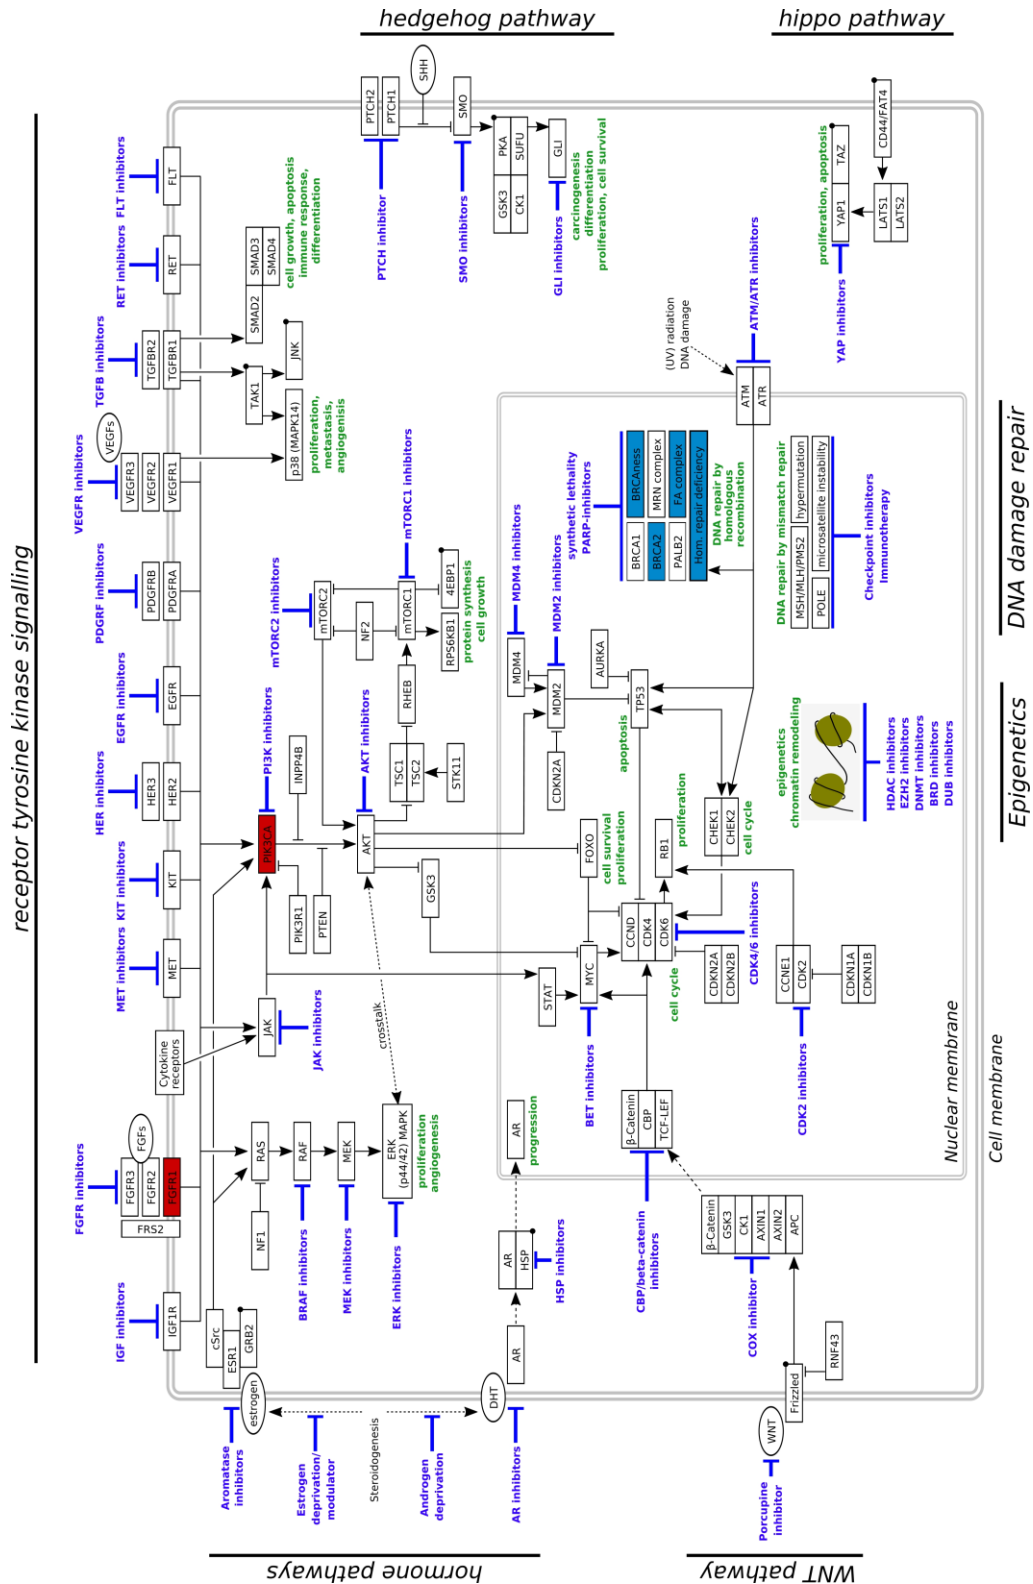 receptor tyrosine kinase signalling
IGF inhibitors
FGFR inhibitors
MET inhibitors
KIT inhibitors
HER inhibitors
EGFR inhibitors
PDGRF inhibitors
VEGFR inhibitors
TGFB inhibitors
RET inhibitors
FLT inhibitors
IGF1R
FRS2
FGFR3
FGFR2
FGFR1
FGFs
Cytokine
receptors
MET
KIT
HER3
HER2
EGFR
PDGFRB
PDGFRA
VEGFR3
VEGFR2
VEGFR1
VEGFs
TGFBR2
TGFBR1
RET
FLT
cSrc
ESR1
GRB2
estrogen
NF1
RAS
RAF
MEK
ERK
(p44/42) MAPK
proliferation
angiogenesis
BRAF inhibitors
MEK inhibitors
ERK inhibitors
JAK
JAK inhibitors
crosstalk
PIK3CA
PI3K inhibitors
PIK3R1
PTEN
INPP4B
AKT
AKT inhibitors
GSK3
TSC1
TSC2
STK11
RHEB
mTORC2 inhibitors
mTORC2
NF2
mTORC1
mTORC1 inhibitors
RPS6KB1
4EBP1
protein synthesis
cell growth
TAK1
p38 (MAPK14)
JNK
proliferation,
metastasis,
angiogenisis
SMAD2
SMAD3
SMAD4
cell growth, apoptosis
immune response,
differentiation
hedgehog pathway
PTCH2
PTCH1
SHH
SMO
PTCH inhibitor
SMO inhibitors
GSK3
PKA
CK1
SUFU
GLI
GLI inhibitors
carcinogenesis
differentiation
proliferation, cell survival
hippo pathway
proliferation, apoptosis
YAP1
TAZ
YAP inhibitors
LATS1
LATS2
CD44/FAT4
hormone pathways
Aromatase
inhibitors
Estrogen
deprivation/
modulator
Steroidogenesis
Androgen
deprivation
DHT
AR inhibitors
AR
AR
HSP
HSP inhibitors
AR
progression
WNT pathway
Porcupine
inhibitor
WNT
Frizzled
RNF43
COX inhibitor
β-Catenin
GSK3
CK1
AXIN1
AXIN2
APC
CBP/beta-catenin
inhibitors
β-Catenin
CBP
TCF-LEF
STAT
MYC
BET inhibitors
FOXO
cell survival
proliferation
CCND
CDK4
CDK6
cell cycle
CDKN2A
CDKN2B
CDK4/6 inhibitors
RB1
proliferation
CCNE1
CDK2
CDK2 inhibitors
CDKN1A
CDKN1B
CHEK1
CHEK2
cell cycle
MDM4 inhibitors
MDM4
MDM2
MDM2 inhibitors
CDKN2A
AURKA
TP53
apoptosis
synthetic lethality
PARP-inhibitors
BRCA1
BRCAness
BRCA2
MRN complex
PALB2
FA complex
Hom. repair deficiency
DNA repair by
homologous
recombination
(UV) radiation
DNA damage
ATM
ATR
ATM/ATR inhibitors
DNA repair by mismatch repair
MSH/MLH/PMS2
hypermutation
POLE
microsatellite instability
Checkpoint inhibitors
Immunotherapy
DNA damage repair
epigenetics
chromatin remodeling
HDAC inhibitors
EZH2 inhibitors
DNMT inhibitors
BRD inhibitors
DUB inhibitors
Epigenetics
Nuclear membrane
Cell membrane